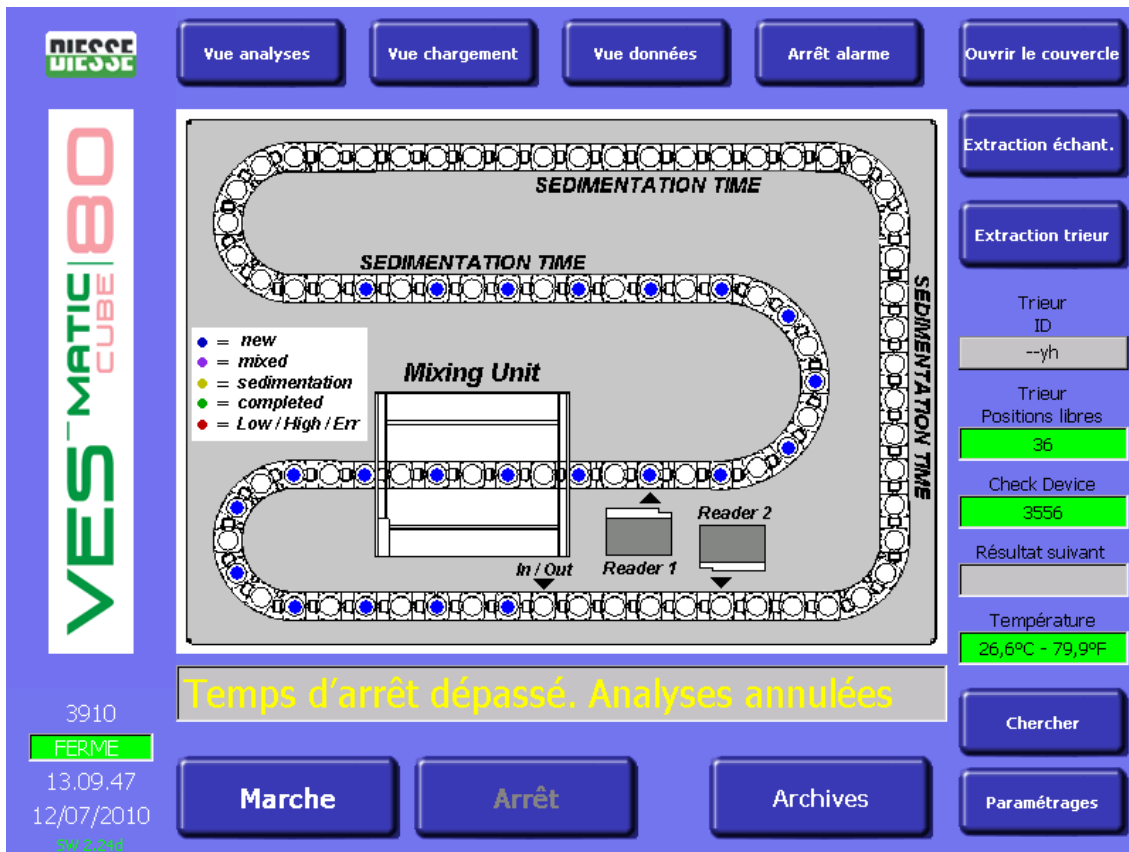 DIESSE
Vue analyses
Vue chargement
Vue données
Arrêt alarme
Ouvrir le couvercle
VES-MATIC CUBE 80
SEDIMENTATION TIME
SEDIMENTATION TIME
SEDIMENTATION TIME
= new
= mixed
= sedimentation
= completed
= Low / High / Err
Mixing Unit
In / Out
Reader 1
Reader 2
Extraction échant.
Extraction trieur
Trieur
ID
--yh
Trieur
Positions libres
36
Check Device
3556
Résultat suivant
Température
26,6ºC - 79,9ºF
Temps d'arrêt dépassé. Analyses annulées
3910
FERME
13.09.47
12/07/2010
SW 2.24d
Marche
Arrêt
Archives
Chercher
Paramétrages